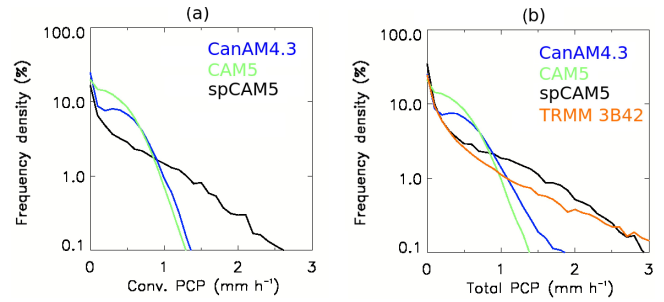 (a)
100.0
10.0
1.0
0.1
Frequency density (%)
CanAM4.3
CAM5
spCAM5
0 1 2 3
Conv. PCP (mm h⁻¹)
(b)
100.0
10.0
1.0
0.1
Frequency density (%)
CanAM4.3
CAM5
spCAM5
TRMM 3B42
0 1 2 3
Total PCP (mm h⁻¹)